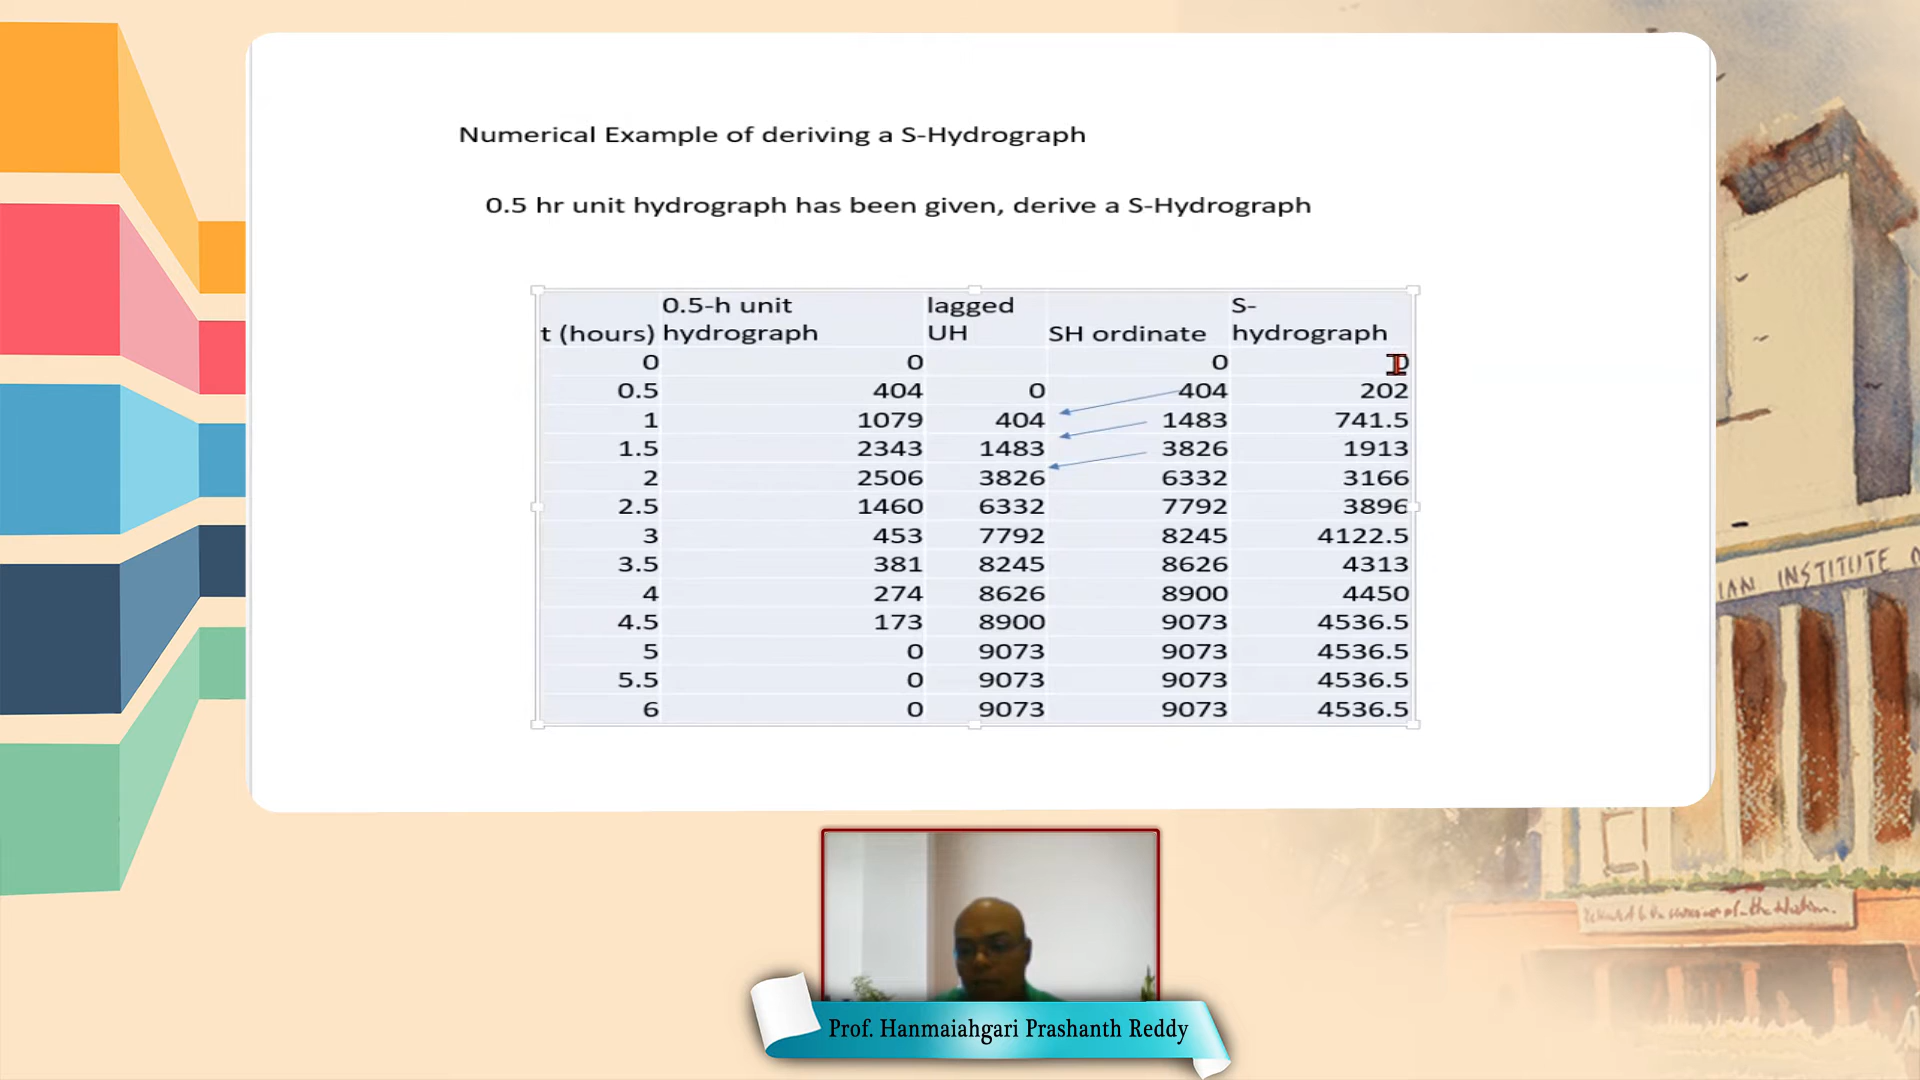 Numerical Example of deriving a S-Hydrograph
0.5 hr unit hydrograph has been given, derive a S-Hydrograph
t (hours) 0.5-h unit hydrograph lagged UH SH ordinate S-hydrograph
0 0 0
0.5 404 0 404 202
1 1079 404 1483 741.5
1.5 2343 1483 3826 1913
2 2506 3826 6332 3166
2.5 1460 6332 7792 3896
3 453 7792 8245 4122.5
3.5 381 8245 8626 4313
4 274 8626 8900 4450
4.5 173 8900 9073 4536.5
5 0 9073 9073 4536.5
5.5 0 9073 9073 4536.5
6 0 9073 9073 4536.5
IAN INSTITUTE
Prof. Hanmaiahgari Prashanth Reddy